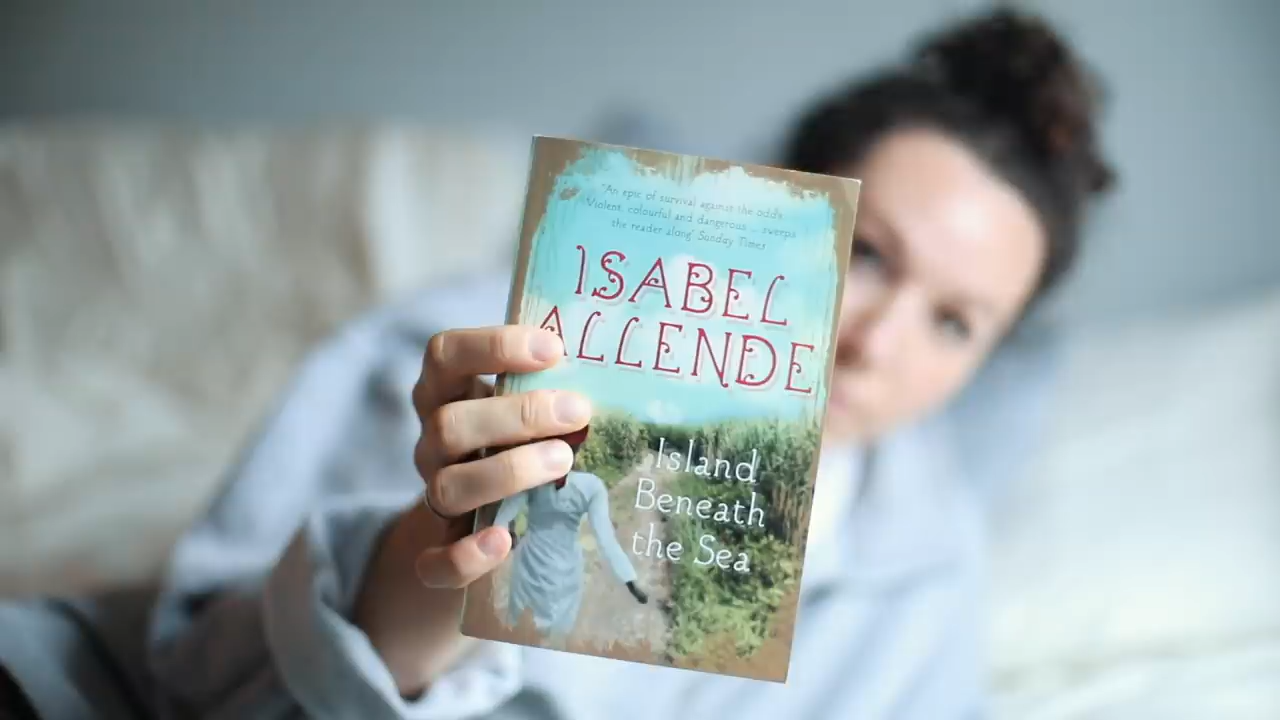 "An epic of survival against the odds.
Violent, colourful and dangerous ... sweeps
the reader along' Sunday Times
ISABEL
ALLENDE
Island
Beneath
the Sea